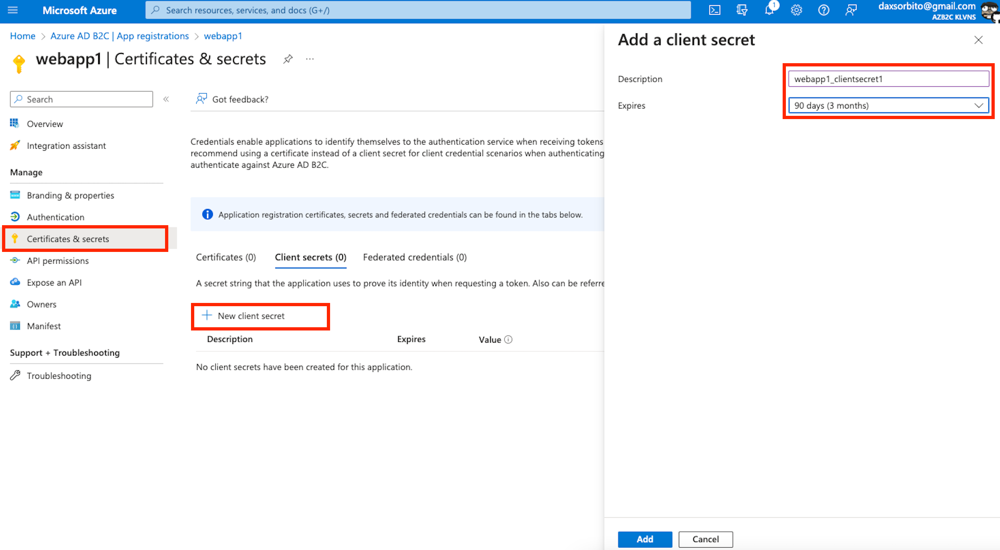 Microsoft Azure
Search resources, services, and docs (G+/)
1
daxsorbito@gmail.com
AZB2C KLVNS
Home > Azure AD B2C | App registrations > webapp1
webapp1 | Certificates & secrets
...
Search
«
Overview
Integration assistant
Manage
Branding & properties
Authentication
Certificates & secrets
API permissions
Expose an API
Owners
Manifest
Support + Troubleshooting
Troubleshooting
Got feedback?
Credentials enable applications to identify themselves to the authentication service when receiving tokens
recommend using a certificate instead of a client secret for client credential scenarios when authenticating
authenticate against Azure AD B2C.
Application registration certificates, secrets and federated credentials can be found in the tabs below.
Certificates (0) Client secrets (0) Federated credentials (0)
A secret string that the application uses to prove its identity when requesting a token. Also can be referre
+ New client secret
Description Expires Value
No client secrets have been created for this application.
Add a client secret
Description webapp1_clientsecret1
Expires 90 days (3 months)
Add Cancel